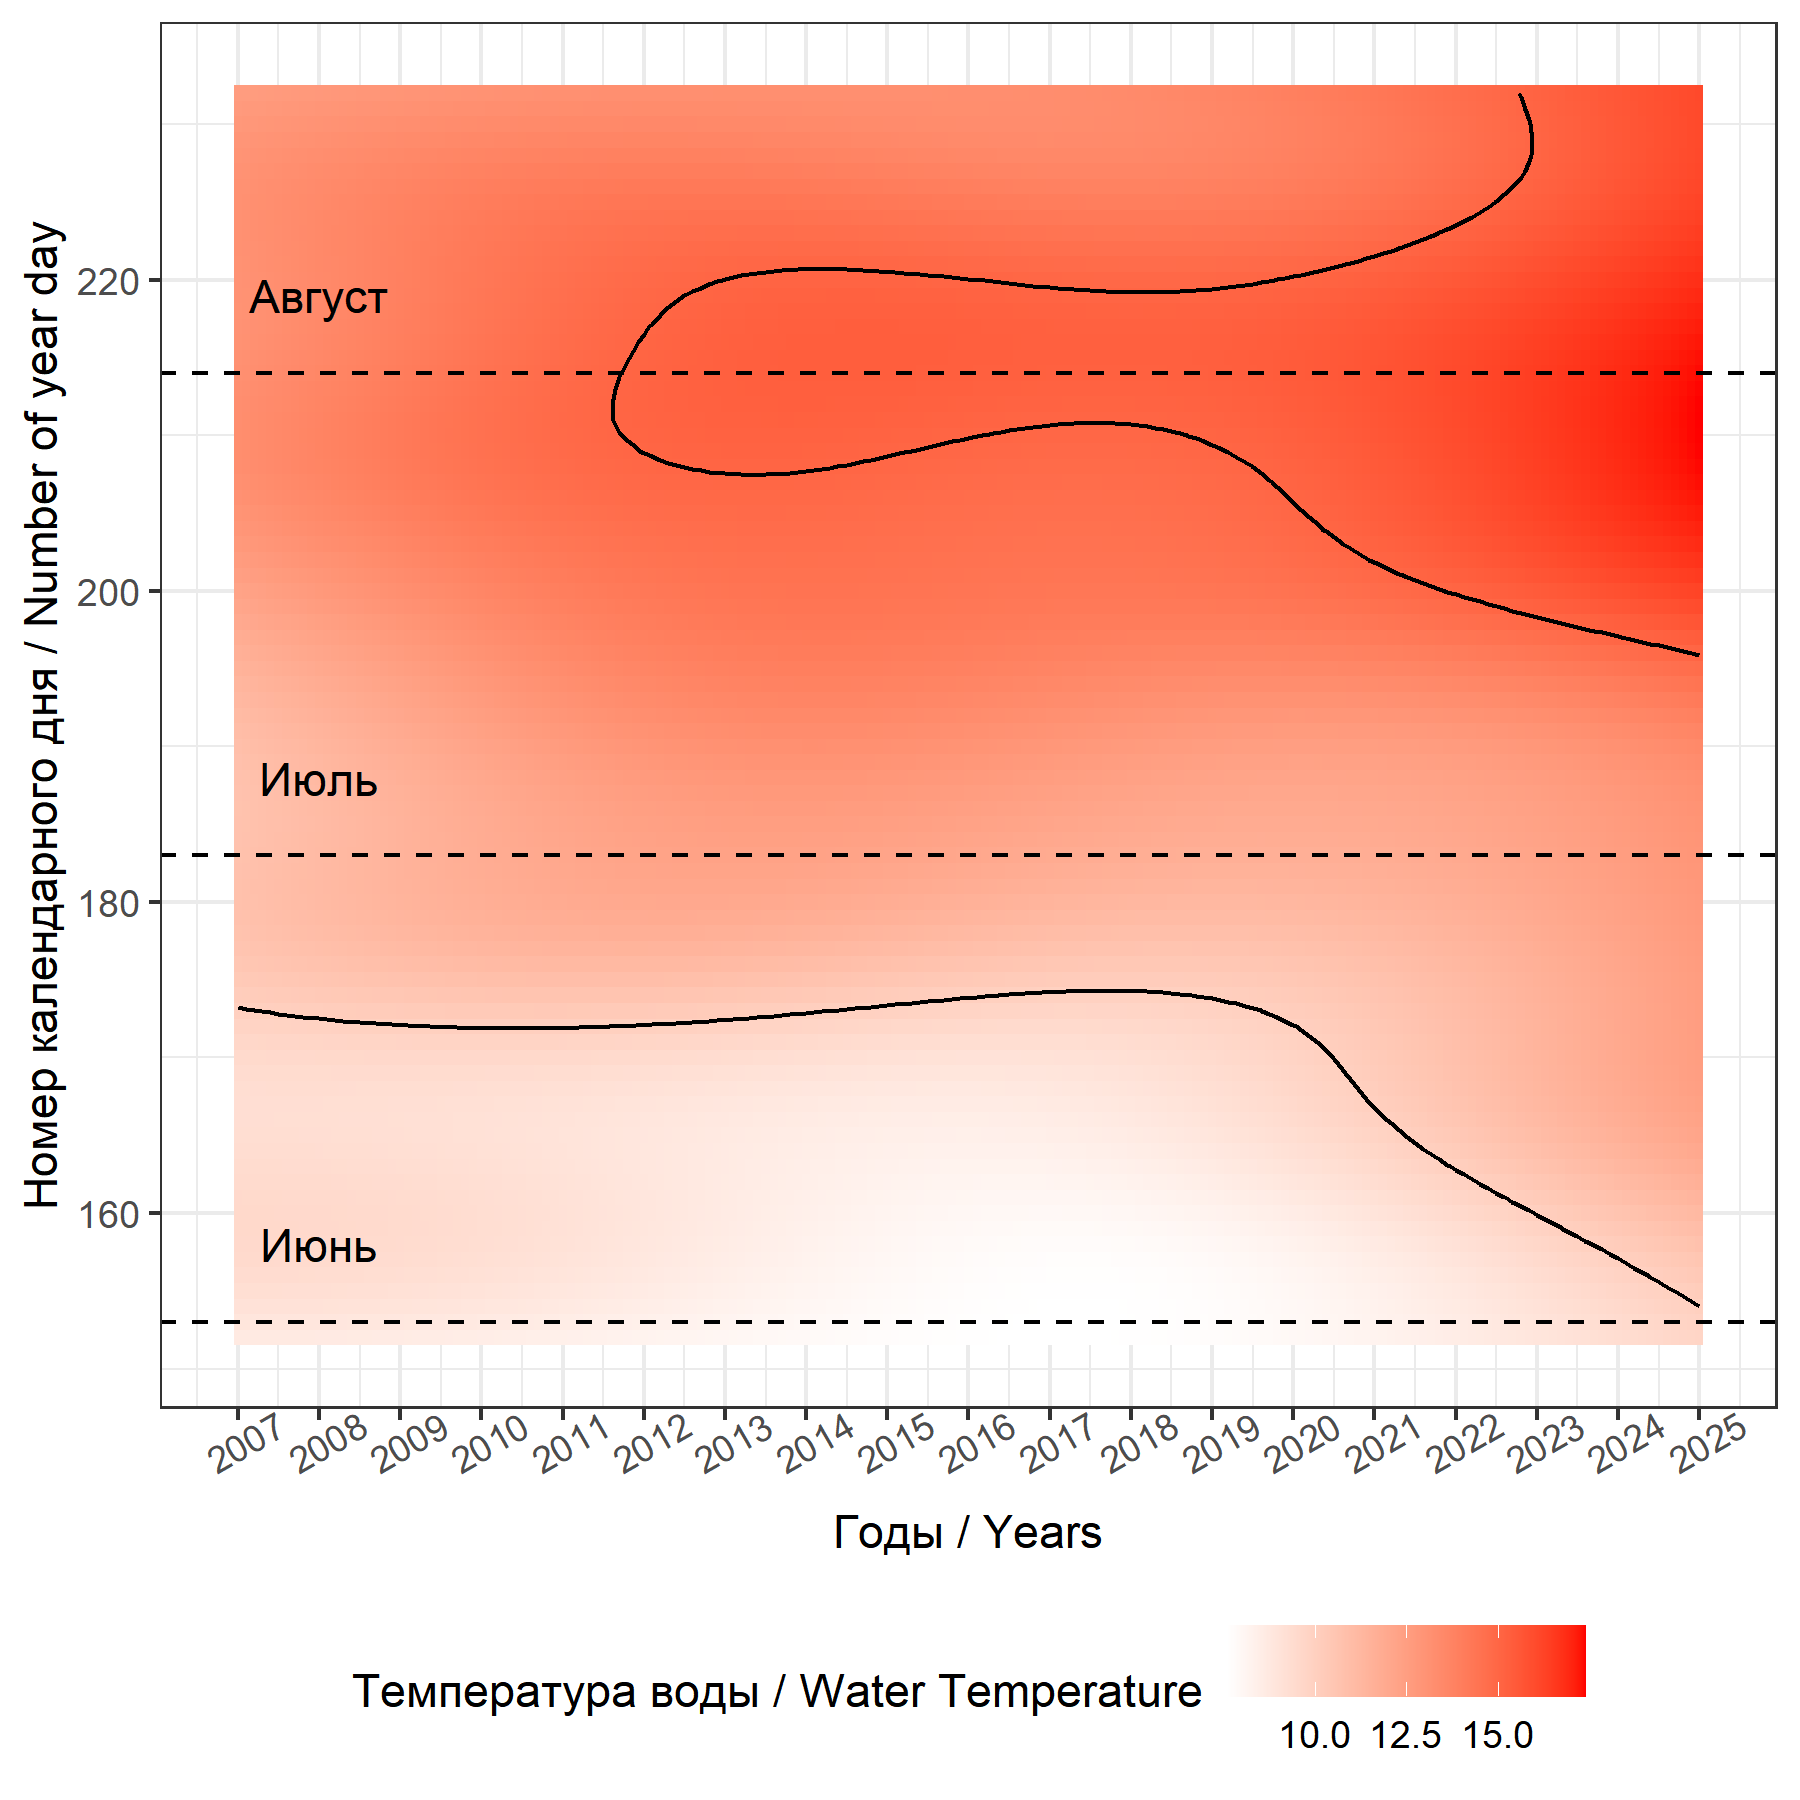 Номер календарного дня / Number of year day
220
200
180
160
Август
Июль
Июнь
2007 2008 2009 2010 2011 2012 2013 2014 2015 2016 2017 2018 2019 2020 2021 2022 2023 2024 2025
Годы / Years
Температура воды / Water Temperature
10.0 12.5 15.0